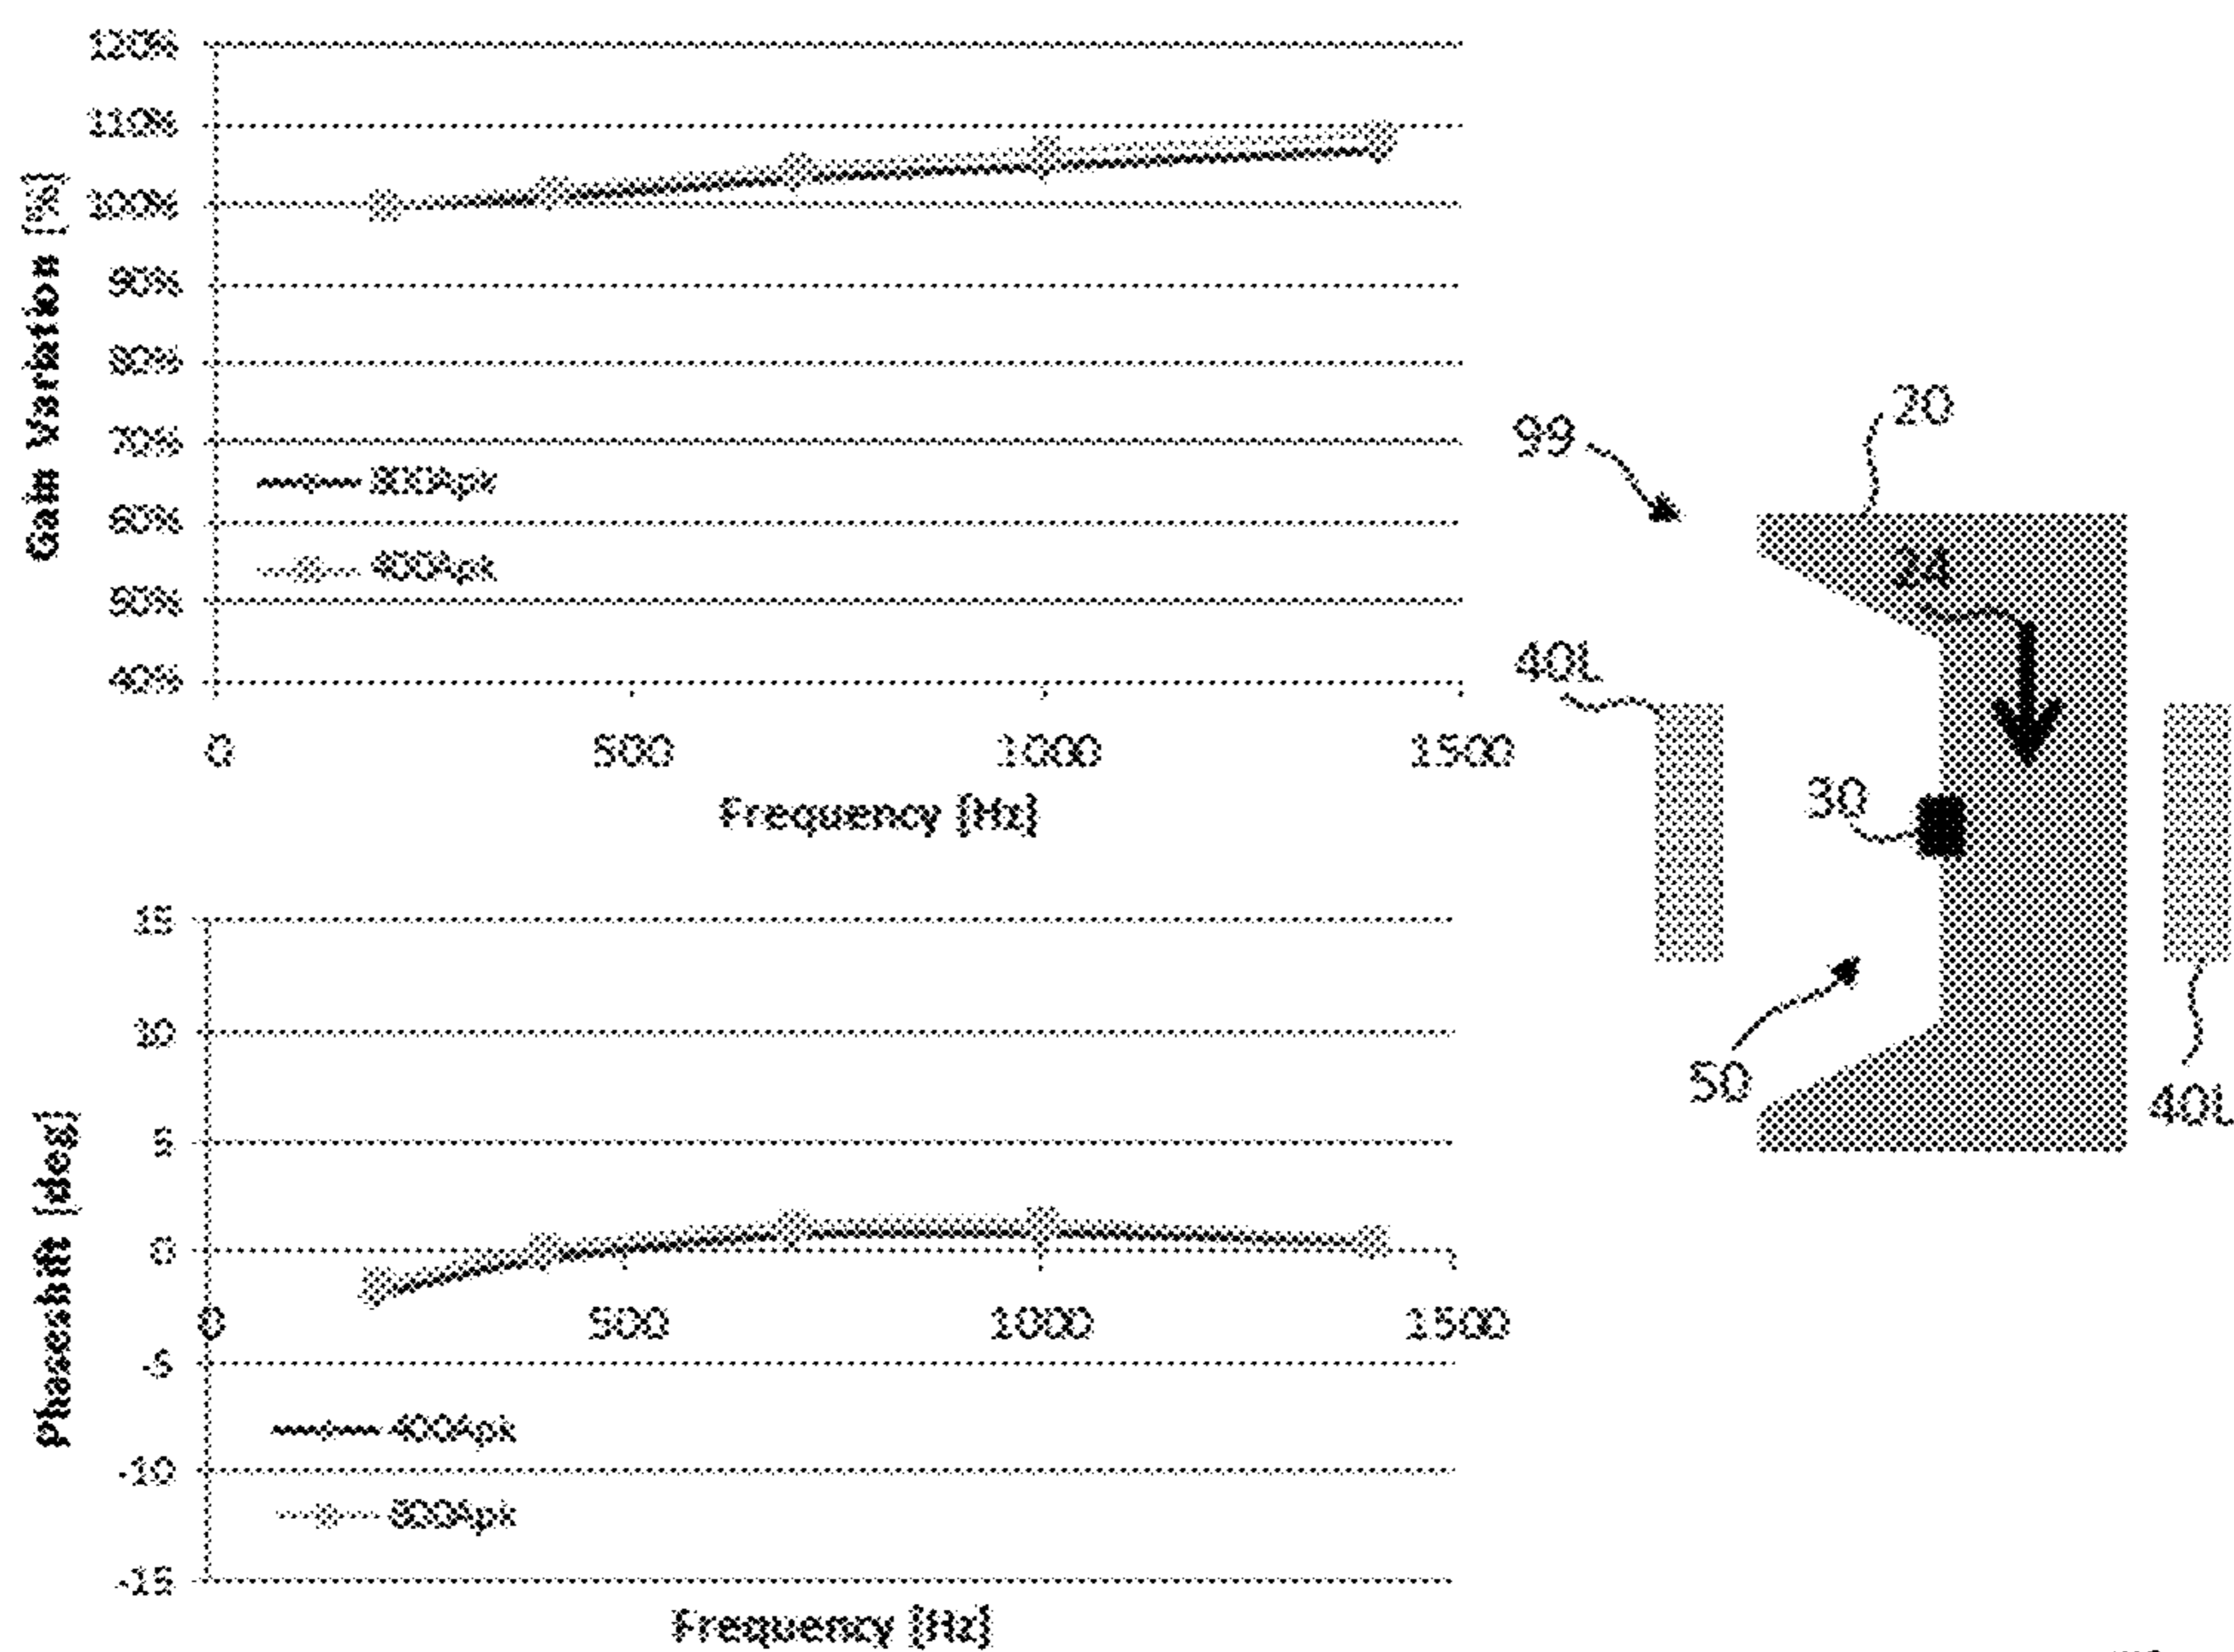 120%
110%
100%
90%
80%
70%
60%
50%
40%
Gain Variation [%]
800Apk
400Apk
0 500 1000 1500
Frequency [Hz]
15
10
5
0
-5
-10
-15
Phaseshift [deg]
0 500 1000 1500
400Apk
800Apk
Frequency [Hz]
99
20
24
40L
30
50
40L